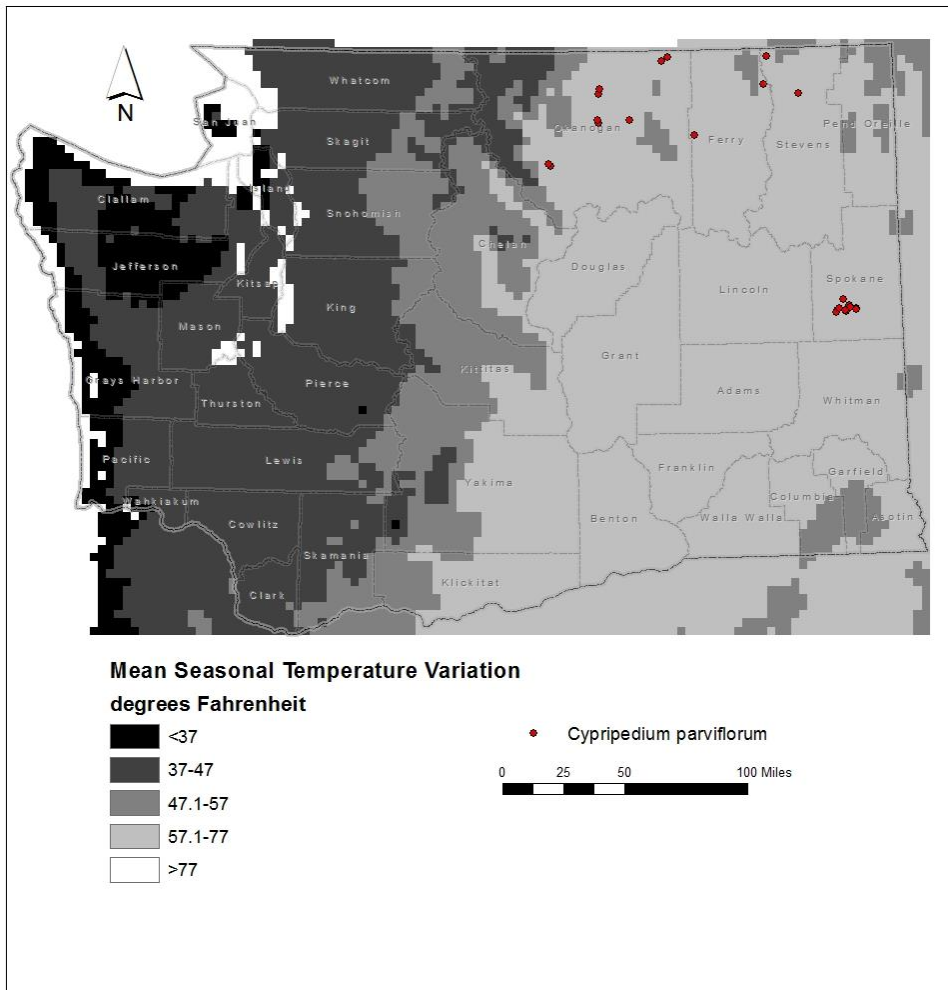 N
Whatcom
San Juan
Skagit
Okanogan
Ferry
Stevens
Pend Oreille
Island
Clallam
Snohomish
Chelan
Jefferson
Kitsap
Douglas
Lincoln
Spokane
King
Mason
Grant
Kittitas
Grays Harbor
Pierce
Thurston
Adams
Whitman
Pacific
Lewis
Yakima
Franklin
Garfield
Wahkiakum
Columbia
Cowlitz
Benton
Walla Walla
Asotin
Skamania
Klickitat
Clark
Mean Seasonal Temperature Variation
degrees Fahrenheit
<37
37-47
47.1-57
57.1-77
>77
Cypripedium parviflorum
0 25 50 100 Miles